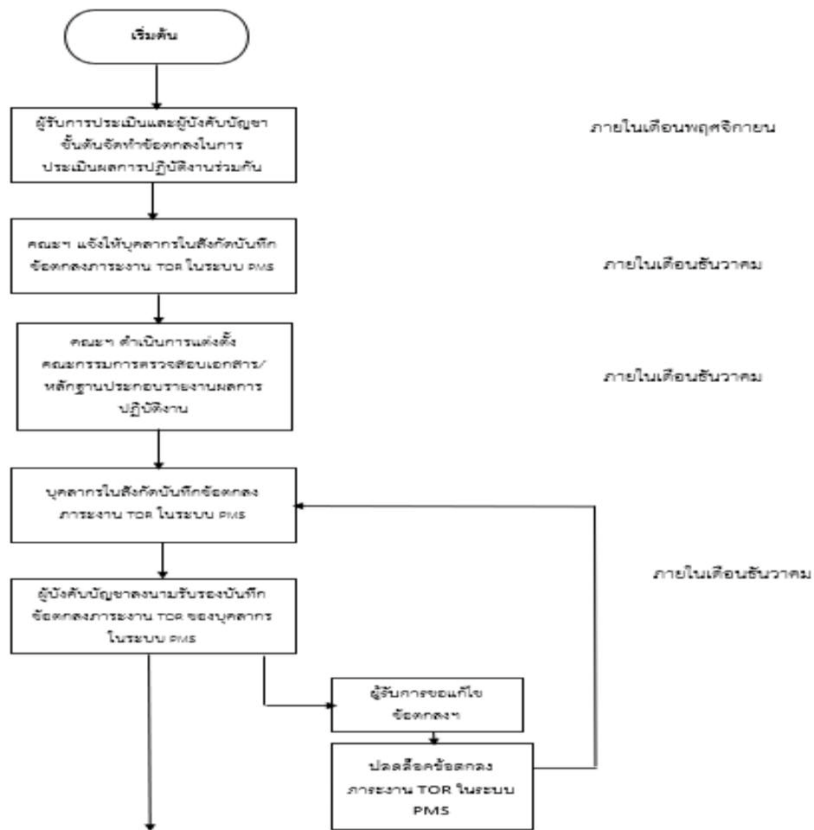 เริ่มต้น
ผู้รับการประเมินและผู้บังคับบัญชา
ชั้นต้นจัดทำข้อตกลงในการ
ประเมินผลการปฏิบัติงานร่วมกัน
ภายในเดือนพฤศจิกายน
คณะฯ แจ้งให้บุคลากรในสังกัดบันทึก
ข้อตกลงภาระงาน TOR ในระบบ PMS
ภายในเดือนธันวาคม
คณะฯ ดำเนินการแต่งตั้ง
คณะกรรมการตรวจสอบเอกสาร/
หลักฐานประกอบรายงานผลการ
ปฏิบัติงาน
ภายในเดือนธันวาคม
บุคลากรในสังกัดบันทึกข้อตกลง
ภาระงาน TOR ในระบบ PMS
ภายในเดือนธันวาคม
ผู้บังคับบัญชาลงนามรับรองบันทึก
ข้อตกลงภาระงาน TOR ของบุคลากร
ในระบบ PMS
ผู้รับการขอแก้ไข
ข้อตกลงฯ
ปลดล็อคข้อตกลง
ภาระงาน TOR ในระบบ
PMS